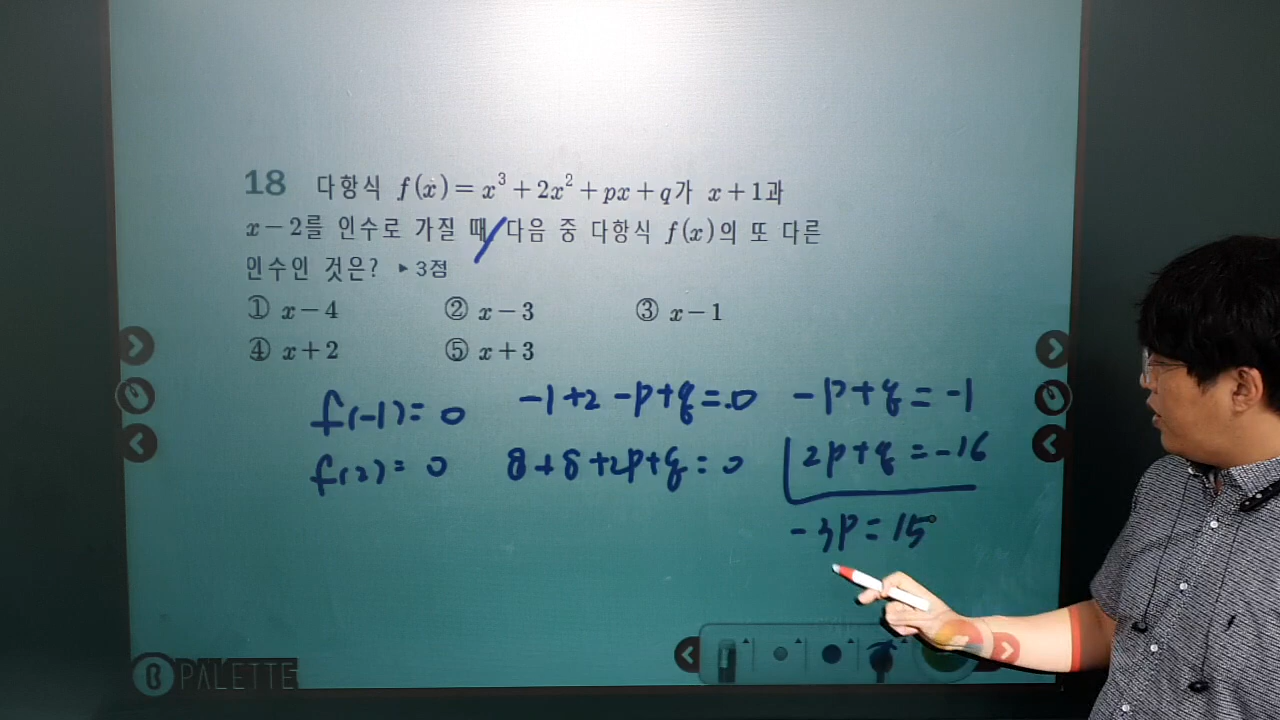 18 다항식 f(x)=x³+2x²+px+q가 x+1과
x-2를 인수로 가질 때, 다음 중 다항식 f(x)의 또 다른
인수인 것은? ▶3점
① x-4 ② x-3 ③ x-1
④ x+2 ⑤ x+3
f(-1)=0 -1+2-p+q=0 -p+q=-1
f(2)=0 8+8+2p+q=0 2p+q=-16
-3p=15
PALETTE